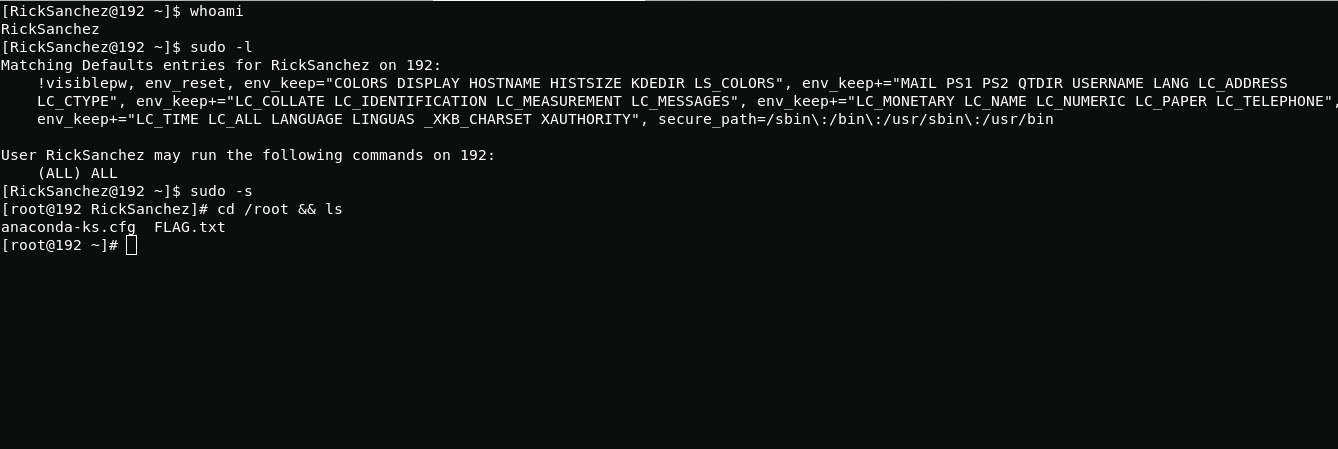 [RickSanchez@192 ~]$ whoami
RickSanchez
[RickSanchez@192 ~]$ sudo -l
Matching Defaults entries for RickSanchez on 192:
    !visiblepw, env_reset, env_keep="COLORS DISPLAY HOSTNAME HISTSIZE KDEDIR LS_COLORS", env_keep+="MAIL PS1 PS2 QTDIR USERNAME LANG LC_ADDRESS
    LC_CTYPE", env_keep+="LC_COLLATE LC_IDENTIFICATION LC_MEASUREMENT LC_MESSAGES", env_keep+="LC_MONETARY LC_NAME LC_NUMERIC LC_PAPER LC_TELEPHONE",
    env_keep+="LC_TIME LC_ALL LANGUAGE LINGUAS _XKB_CHARSET XAUTHORITY", secure_path=/sbin\:/bin\:/usr/sbin\:/usr/bin

User RickSanchez may run the following commands on 192:
    (ALL) ALL
[RickSanchez@192 ~]$ sudo -s
[root@192 RickSanchez]# cd /root && ls
anaconda-ks.cfg  FLAG.txt
[root@192 ~]#